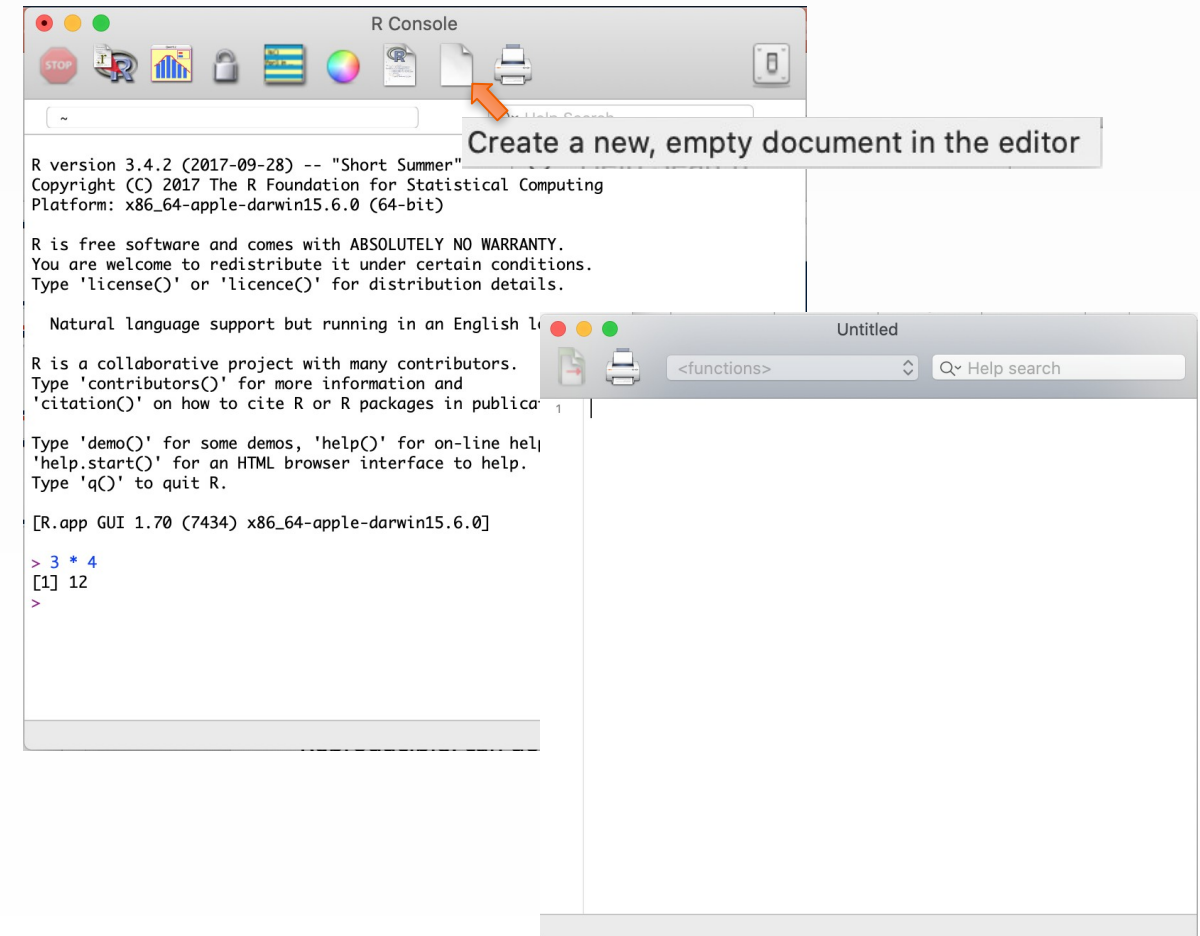 R Console
STOP
R
~
Help Search
Create a new, empty document in the editor
R version 3.4.2 (2017-09-28) -- "Short Summer"
Copyright (C) 2017 The R Foundation for Statistical Computing
Platform: x86_64-apple-darwin15.6.0 (64-bit)
R is free software and comes with ABSOLUTELY NO WARRANTY.
You are welcome to redistribute it under certain conditions.
Type 'license()' or 'licence()' for distribution details.
Natural language support but running in an English
R is a collaborative project with many contributors.
Type 'contributors()' for more information and
'citation()' on how to cite R or R packages in
Type 'demo()' for some demos, 'help()' for on-line help
'help.start()' for an HTML browser interface to help.
Type 'q()' to quit R.
[R.app GUI 1.70 (7434) x86_64-apple-darwin15.6.0]
> 3 * 4
[1] 12
>
Untitled
<functions>
Help search
1